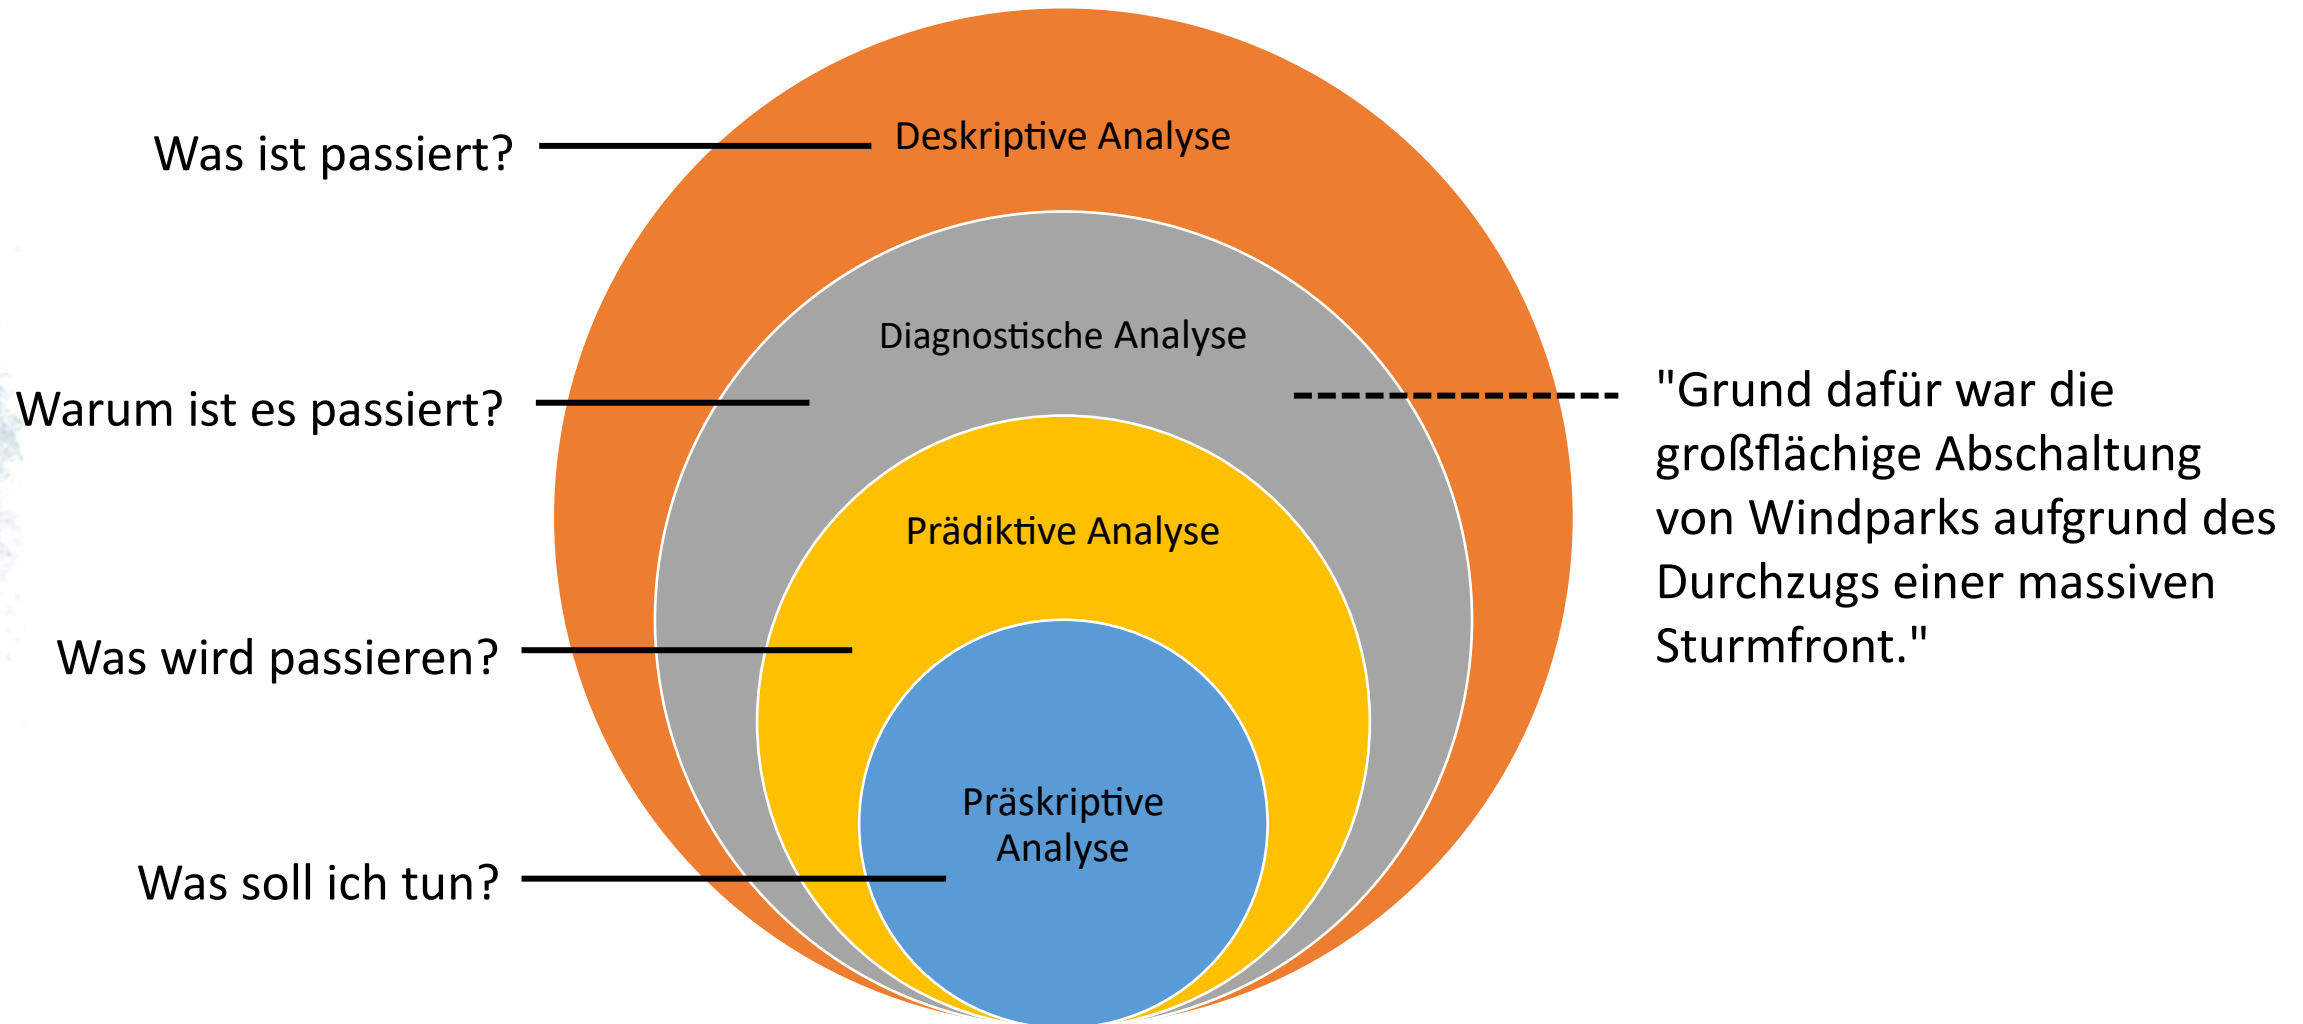 Deskriptive Analyse
Was ist passiert?
Diagnostische Analyse
Warum ist es passiert?
"Grund dafür war die
großflächige Abschaltung
von Windparks aufgrund des
Durchzugs einer massiven
Sturmfront."
Prädiktive Analyse
Was wird passieren?
Präskriptive
Analyse
Was soll ich tun?